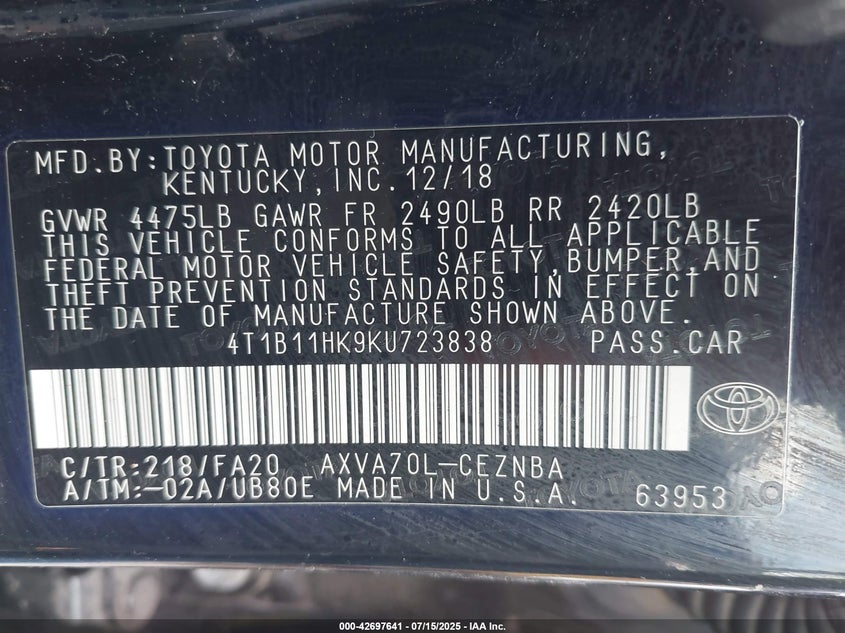 MFD.BY:TOYOTA MOTOR MANUFACTURING,
KENTUCKY,INC.12/18
GVWR 4475LB GAWR FR 2490LB RR 2420LB
THIS VEHICLE CONFORMS TO ALL APPLICABLE
FEDERAL MOTOR VEHICLE SAFETY,BUMPER,AND
THEFT PREVENTION STANDARDS IN EFFECT ON
THE DATE OF MANUFACTURE SHOWN ABOVE.
4T1B11HK9KU723838 PASS.CAR
C/TR:218/FA20 AXVA70L-CEZNBA
A/TM:-02A/UB80E MADE IN U.S.A. 63953
000-42697641 - 07/15/2025 - IAA Inc.